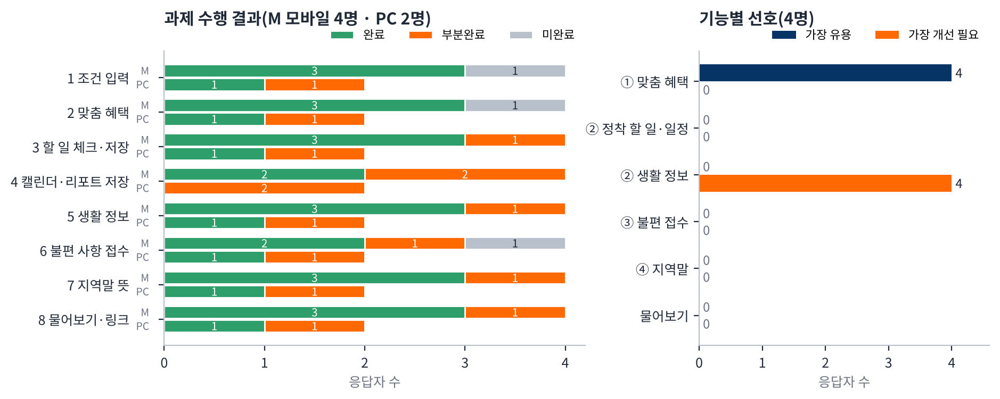 과제 수행 결과(M 모바일 4명 · PC 2명)
완료 부분완료 미완료
1 조건 입력
M 3 1
PC 1 1
2 맞춤 혜택
M 3 1
PC 1 1
3 할 일 체크·저장
M 3 1
PC 1 1
4 캘린더·리포트 저장
M 2 2
PC 2
5 생활 정보
M 3 1
PC 1 1
6 불편 사항 접수
M 2 1 1
PC 1 1
7 지역말 뜻
M 3 1
PC 1 1
8 물어보기·링크
M 3 1
PC 1 1
0 1 2 3 4
응답자 수
기능별 선호(4명)
가장 유용 가장 개선 필요
① 맞춤 혜택
4
0
② 정착 할 일·일정
0
0
② 생활 정보
0
4
③ 불편 접수
0
0
④ 지역말
0
0
물어보기
0
0
0 1 2 3 4
응답자 수